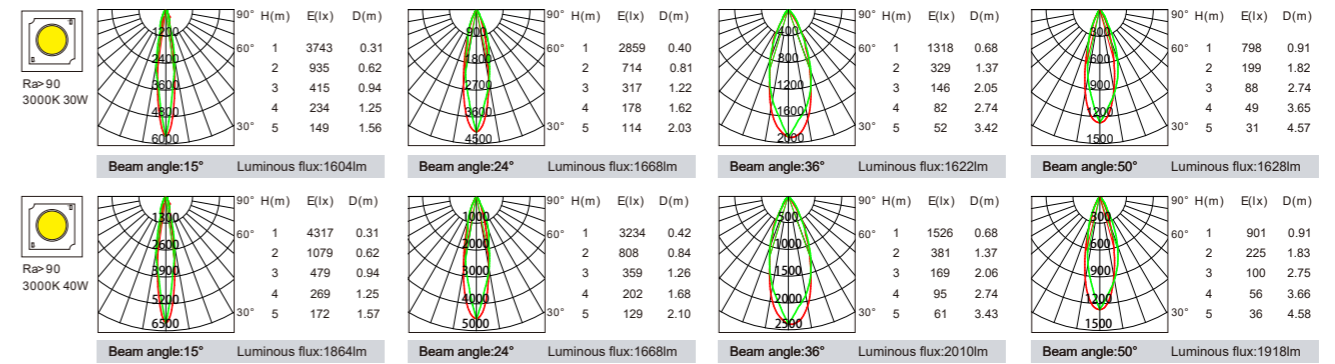 90° H(m) E(lx) D(m)
1200
60° 1 3743 0.31
2400
2 935 0.62
3600
3 415 0.94
4800
4 234 1.25
30° 5 149 1.56
6000
Ra>90
3000K 30W
Beam angle:15° Luminous flux:1604lm
90° H(m) E(lx) D(m)
900
60° 1 2859 0.40
1800
2 714 0.81
2700
3 317 1.22
3600
4 178 1.62
30° 5 114 2.03
4500
Beam angle:24° Luminous flux:1668lm
90° H(m) E(lx) D(m)
400
60° 1 1318 0.68
800
2 329 1.37
1200
3 146 2.05
1600
4 82 2.74
30° 5 52 3.42
2000
Beam angle:36° Luminous flux:1622lm
90° H(m) E(lx) D(m)
300
60° 1 798 0.91
600
2 199 1.82
900
3 88 2.74
1200
4 49 3.65
30° 5 31 4.57
1500
Beam angle:50° Luminous flux:1628lm
90° H(m) E(lx) D(m)
1300
60° 1 4317 0.31
2600
2 1079 0.62
3900
3 479 0.94
5200
4 269 1.25
30° 5 172 1.57
6500
Ra>90
3000K 40W
Beam angle:15° Luminous flux:1864lm
90° H(m) E(lx) D(m)
1000
60° 1 3234 0.42
2000
2 808 0.84
3000
3 359 1.26
4000
4 202 1.68
30° 5 129 2.10
5000
Beam angle:24° Luminous flux:1668lm
90° H(m) E(lx) D(m)
500
60° 1 1526 0.68
1000
2 381 1.37
1500
3 169 2.06
2000
4 95 2.74
30° 5 61 3.43
2500
Beam angle:36° Luminous flux:2010lm
90° H(m) E(lx) D(m)
300
60° 1 901 0.91
600
2 225 1.83
900
3 100 2.75
1200
4 56 3.66
30° 5 36 4.58
1500
Beam angle:50° Luminous flux:1918lm